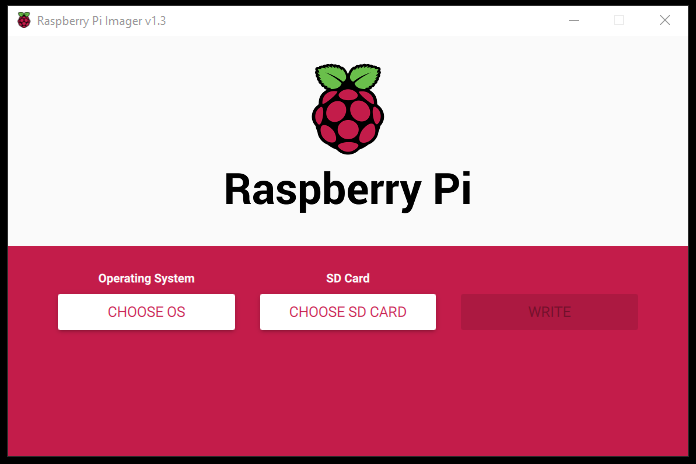 Raspberry Pi Imager v1.3
Raspberry Pi
Operating System
SD Card
CHOOSE OS
CHOOSE SD CARD
WRITE